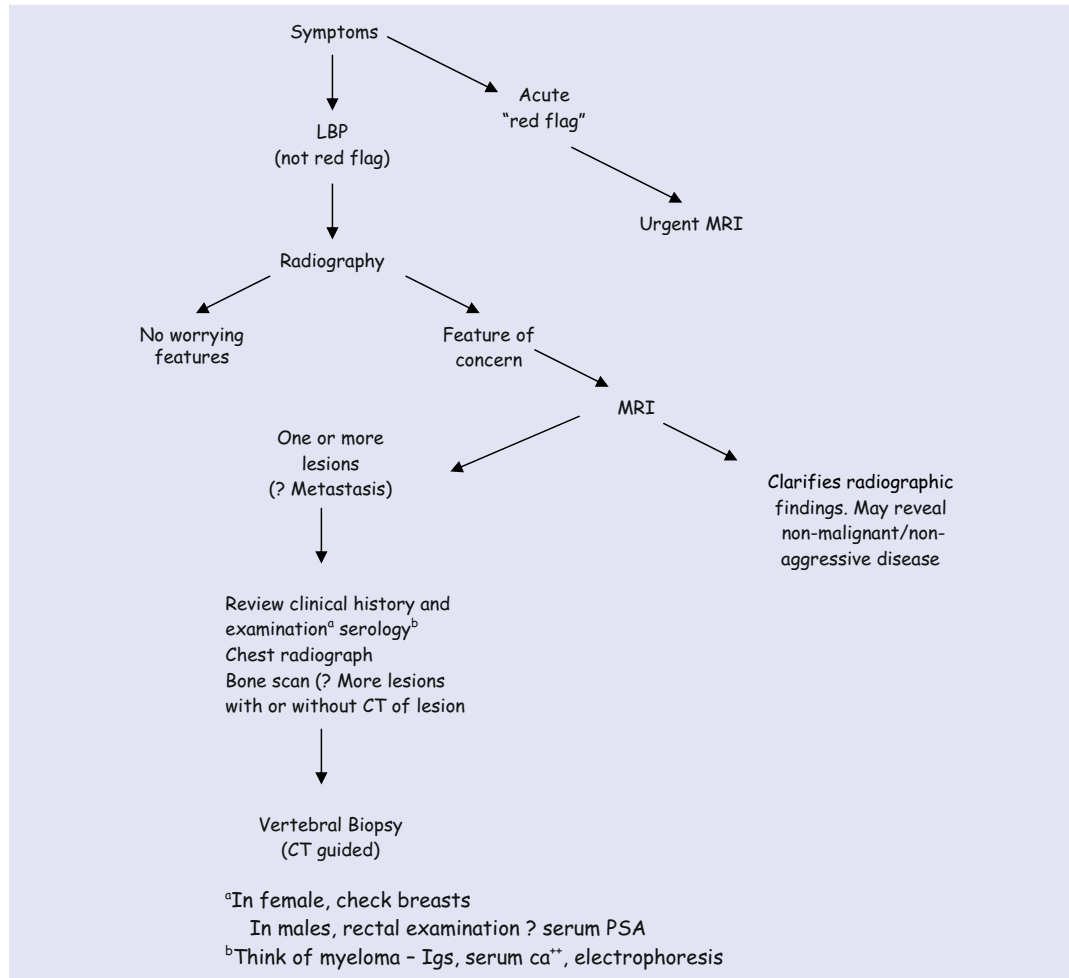 Symptoms
Acute
“red flag”
LBP
(not red flag)
Urgent MRI
Radiography
No worrying
features
Feature of
concern
MRI
One or more
lesions
(? Metastasis)
Clarifies radiographic
findings. May reveal
non-malignant/non-
aggressive disease
Review clinical history and
examinationᵃ serologyᵇ
Chest radiograph
Bone scan (? More lesions
with or without CT of lesion
Vertebral Biopsy
(CT guided)
ᵃIn female, check breasts
In males, rectal examination ? serum PSA
ᵇThink of myeloma – Igs, serum ca⁺⁺, electrophoresis